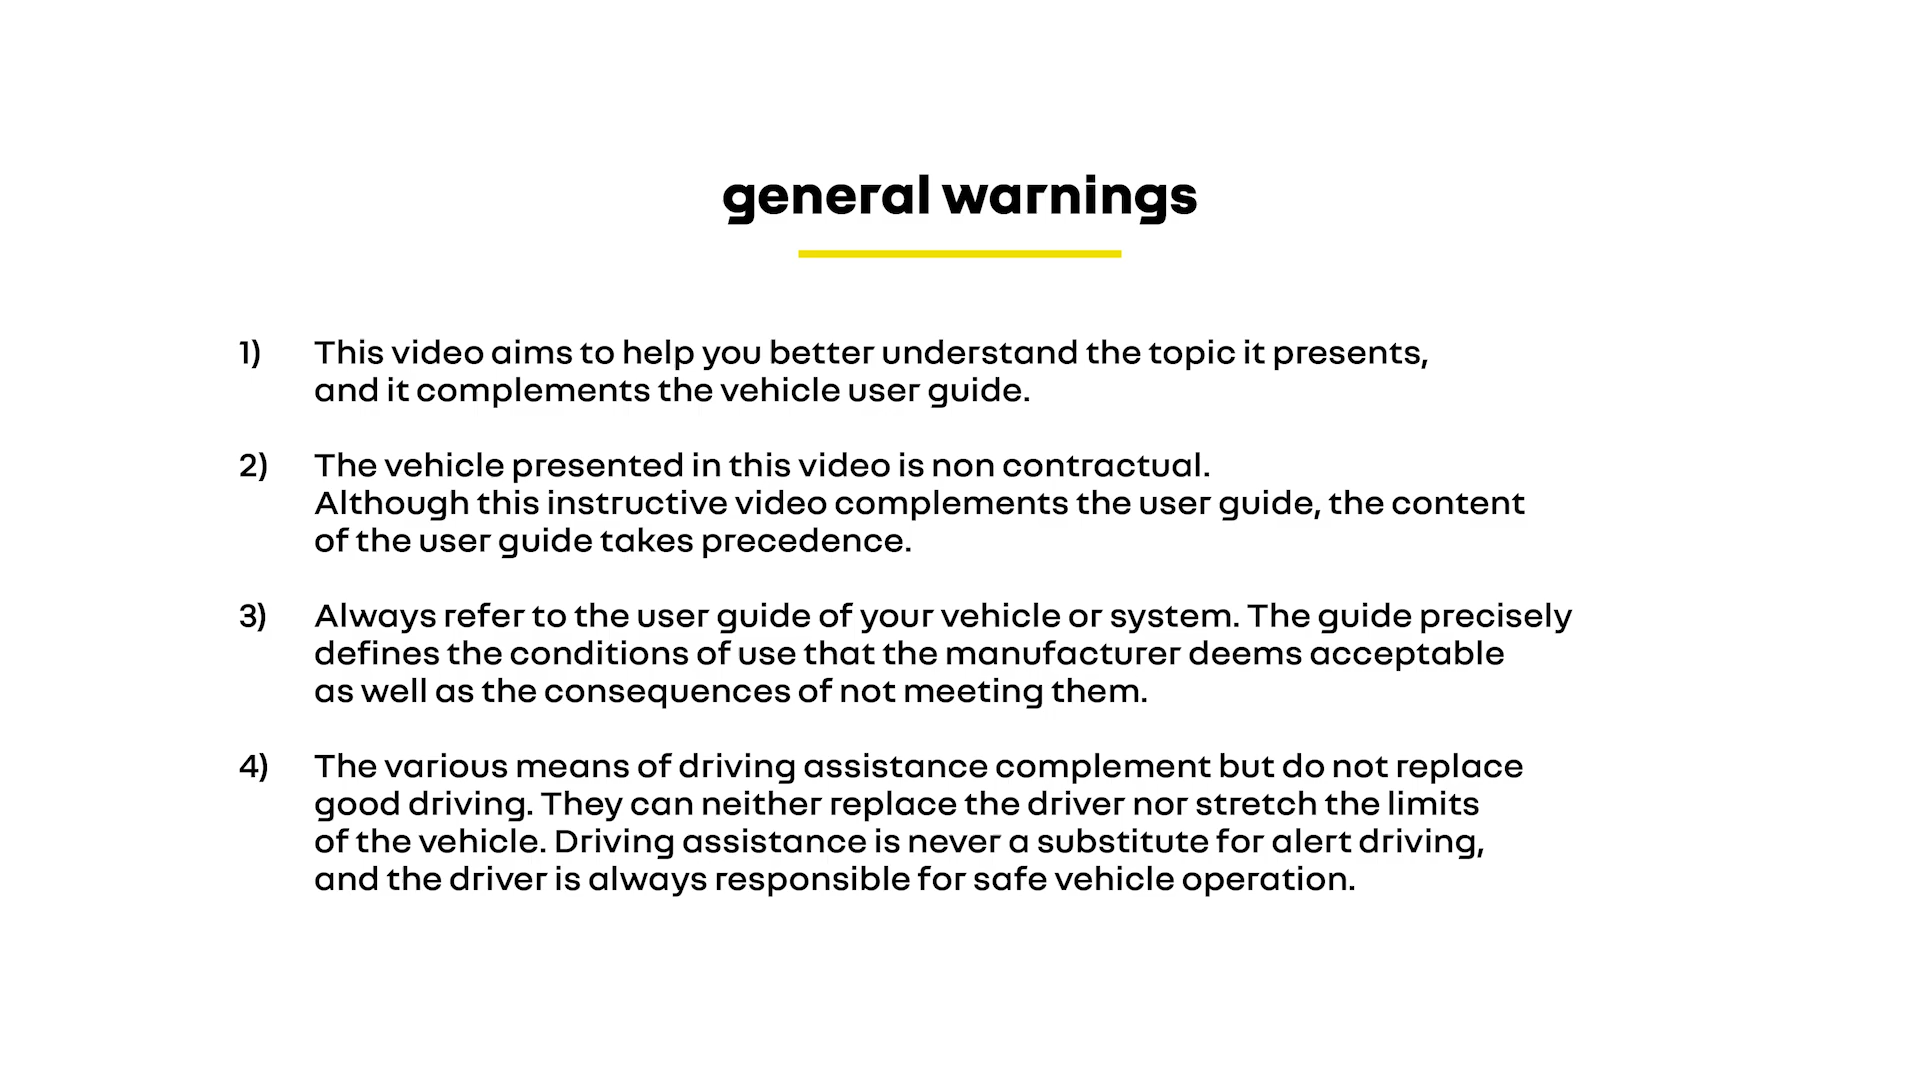 general warnings
1) This video aims to help you better understand the topic it presents,
and it complements the vehicle user guide.
2) The vehicle presented in this video is non contractual.
Although this instructive video complements the user guide, the content
of the user guide takes precedence.
3) Always refer to the user guide of your vehicle or system. The guide precisely
defines the conditions of use that the manufacturer deems acceptable
as well as the consequences of not meeting them.
4) The various means of driving assistance complement but do not replace
good driving. They can neither replace the driver nor stretch the limits
of the vehicle. Driving assistance is never a substitute for alert driving,
and the driver is always responsible for safe vehicle operation.